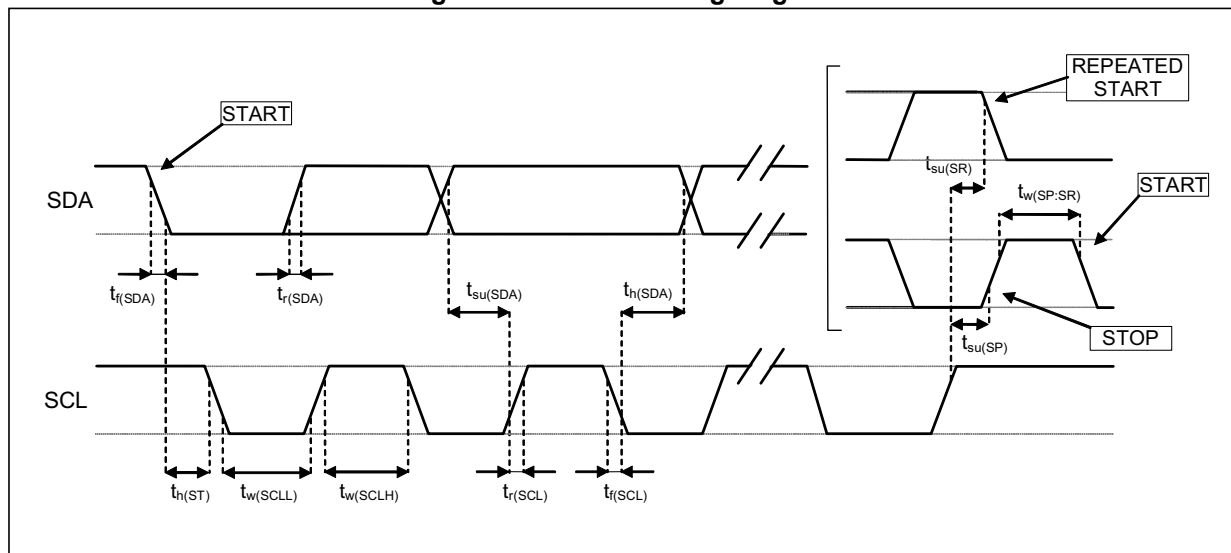 START
REPEATED
START
SDA
t_su(SR)
t_w(SP:SR)
START
t_f(SDA)
t_r(SDA)
t_su(SDA)
t_h(SDA)
t_su(SP)
STOP
SCL
t_h(ST)
t_w(SCLL)
t_w(SCLH)
t_r(SCL)
t_f(SCL)